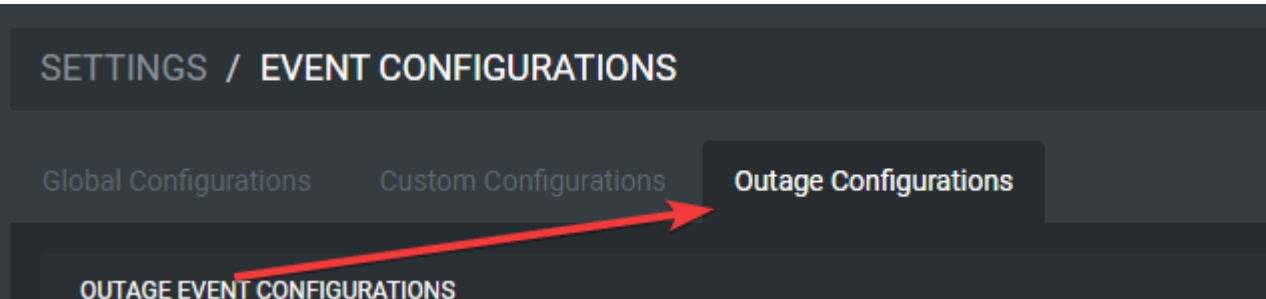 SETTINGS / EVENT CONFIGURATIONS
Global Configurations Custom Configurations Outage Configurations
OUTAGE EVENT CONFIGURATIONS